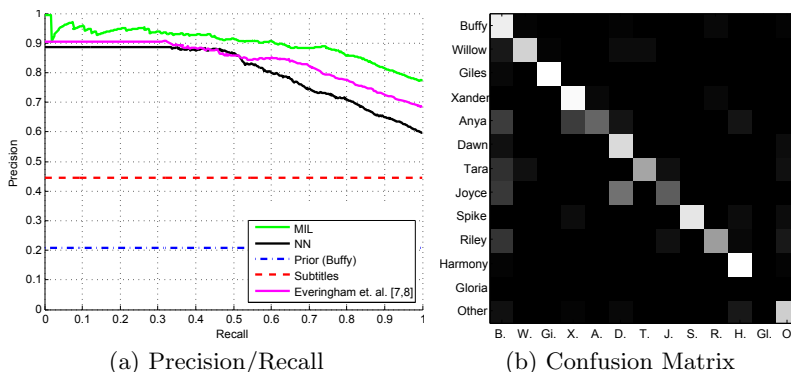 1
0.9
0.8
0.7
0.6
0.5
0.4
0.3
0.2
0.1
0
Precision
0 0.1 0.2 0.3 0.4 0.5 0.6 0.7 0.8 0.9 1
Recall
MIL
NN
Prior (Buffy)
Subtitles
Everingham et. al. [7,8]
(a) Precision/Recall
Buffy
Willow
Giles
Xander
Anya
Dawn
Tara
Joyce
Spike
Riley
Harmony
Gloria
Other
B. W. Gi. X. A. D. T. J. S. R. H. Gl. O
(b) Confusion Matrix